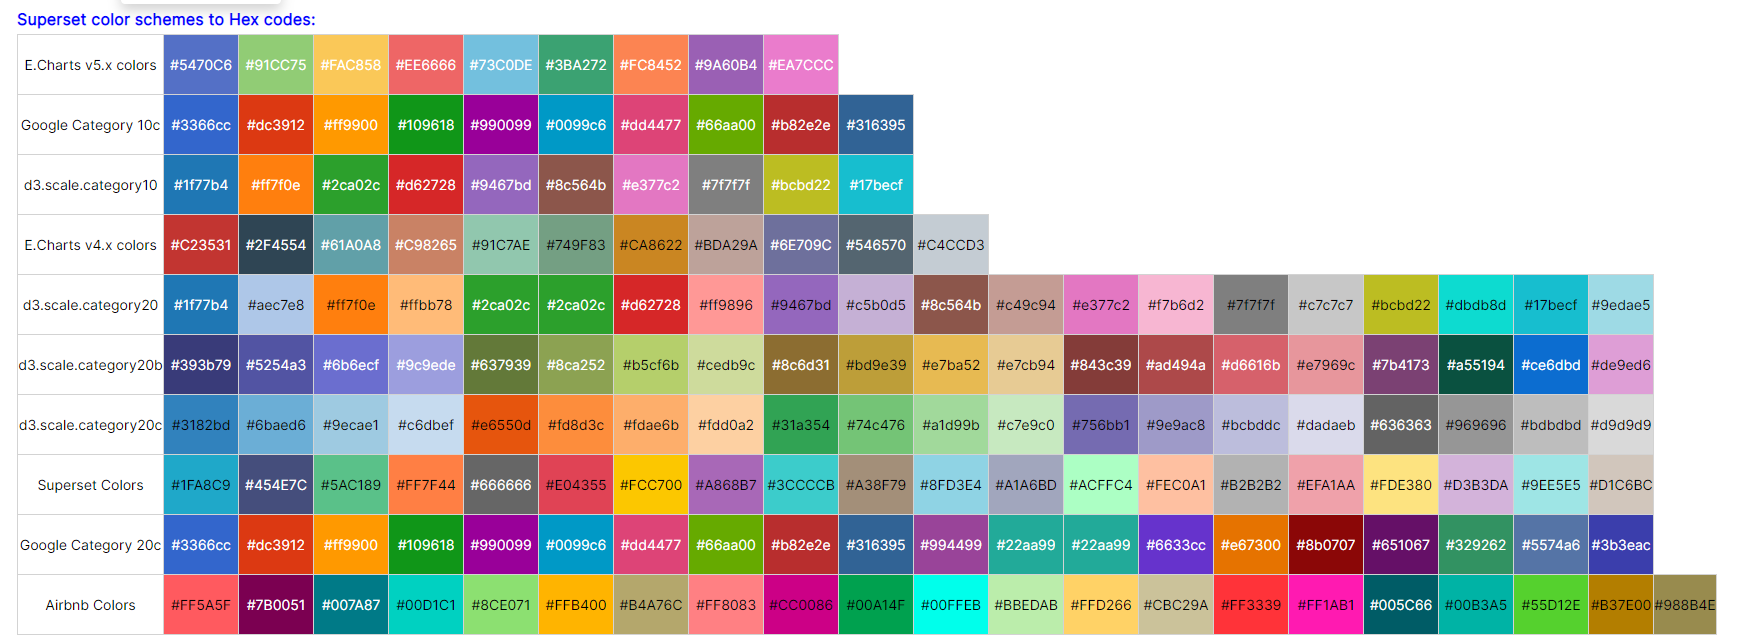 Superset color schemes to Hex codes:
E.Charts v5.x colors #5470C6 #91CC75 #FAC858 #EE6666 #73C0DE #3BA272 #FC8452 #9A60B4 #EA7CCC
Google Category 10c #3366cc #dc3912 #ff9900 #109618 #990099 #0099c6 #dd4477 #66aa00 #b82e2e #316395
d3.scale.category10 #1f77b4 #ff7f0e #2ca02c #d62728 #9467bd #8c564b #e377c2 #7f7f7f #bcbd22 #17becf
E.Charts v4.x colors #C23531 #2F4554 #61A0A8 #C98265 #91C7AE #749F83 #CA8622 #BDA29A #6E709C #546570 #C4CCD3
d3.scale.category20 #1f77b4 #aec7e8 #ff7f0e #ffbb78 #2ca02c #2ca02c #d62728 #ff9896 #9467bd #c5b0d5 #8c564b #c49c94 #e377c2 #f7b6d2 #7f7f7f #c7c7c7 #bcbd22 #dbdb8d #17becf #9edae5
d3.scale.category20b #393b79 #5254a3 #6b6ecf #9c9ede #637939 #8ca252 #b5cf6b #cedb9c #8c6d31 #bd9e39 #e7ba52 #e7cb94 #843c39 #ad494a #d6616b #e7969c #7b4173 #a55194 #ce6dbd #de9ed6
d3.scale.category20c #3182bd #6baed6 #9ecae1 #c6dbef #e6550d #fd8d3c #fdae6b #fdd0a2 #31a354 #74c476 #a1d99b #c7e9c0 #756bb1 #9e9ac8 #bcbddc #dadaeb #636363 #969696 #bdbdbd #d9d9d9
Superset Colors #1FA8C9 #454E7C #5AC189 #FF7F44 #666666 #E04355 #FCC700 #A868B7 #3CCCCB #A38F79 #8FD3E4 #A1A6BD #ACFFC4 #FEC0A1 #B2B2B2 #EFA1AA #FDE380 #D3B3DA #9EE5E5 #D1C6BC
Google Category 20c #3366cc #dc3912 #ff9900 #109618 #990099 #0099c6 #dd4477 #66aa00 #b82e2e #316395 #994499 #22aa99 #22aa99 #6633cc #e67300 #8b0707 #651067 #329262 #5574a6 #3b3eac
Airbnb Colors #FF5A5F #7B0051 #007A87 #00D1C1 #8CE071 #FFB400 #B4A76C #FF8083 #CC0086 #00A14F #00FFEB #BBEDAB #FFD266 #CBC29A #FF3339 #FF1AB1 #005C66 #00B3A5 #55D12E #B37E00 #988B4E